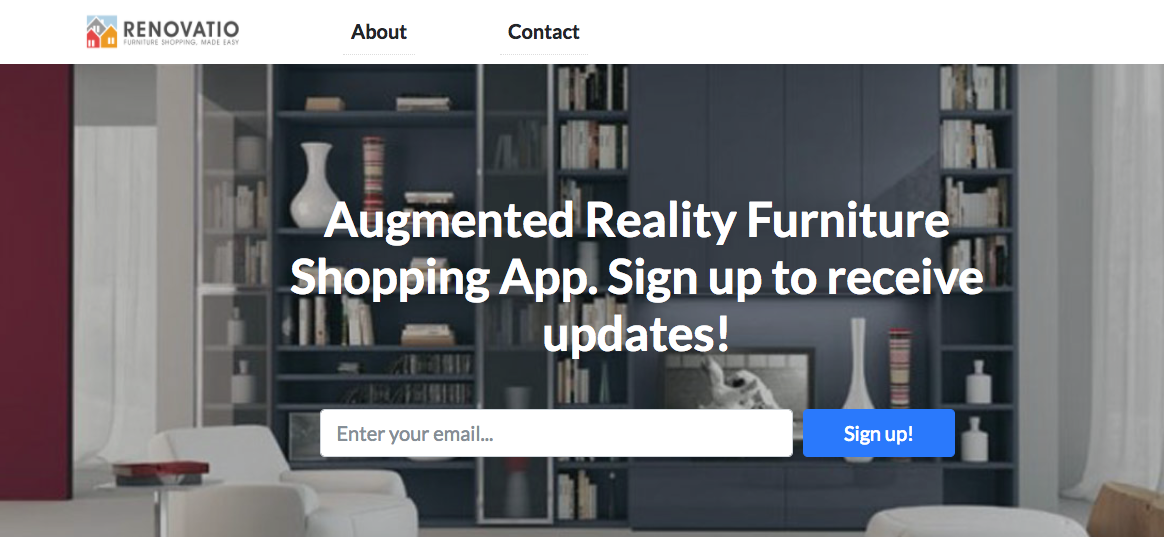 RENOVATIO
FURNITURE SHOPPING, MADE EASY
About
Contact
Augmented Reality Furniture
Shopping App. Sign up to receive
updates!
Enter your email...
Sign up!